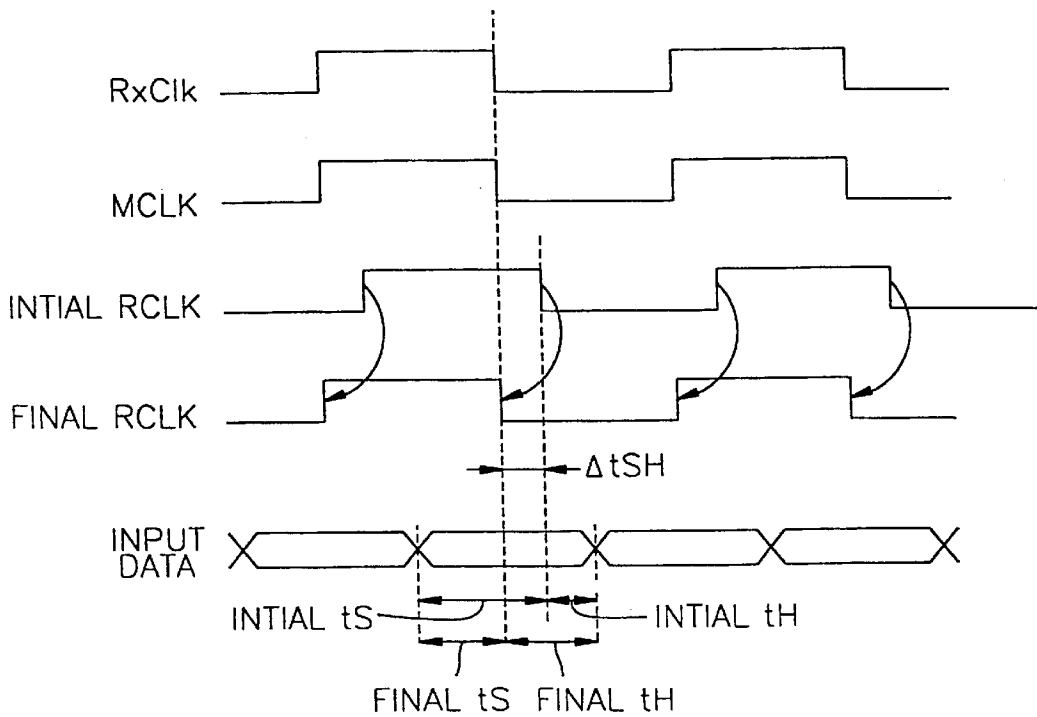 RxClk
MCLK
INTIAL RCLK
FINAL RCLK
ΔtSH
INPUT
DATA
INTIAL tS
INTIAL tH
FINAL tS
FINAL tH